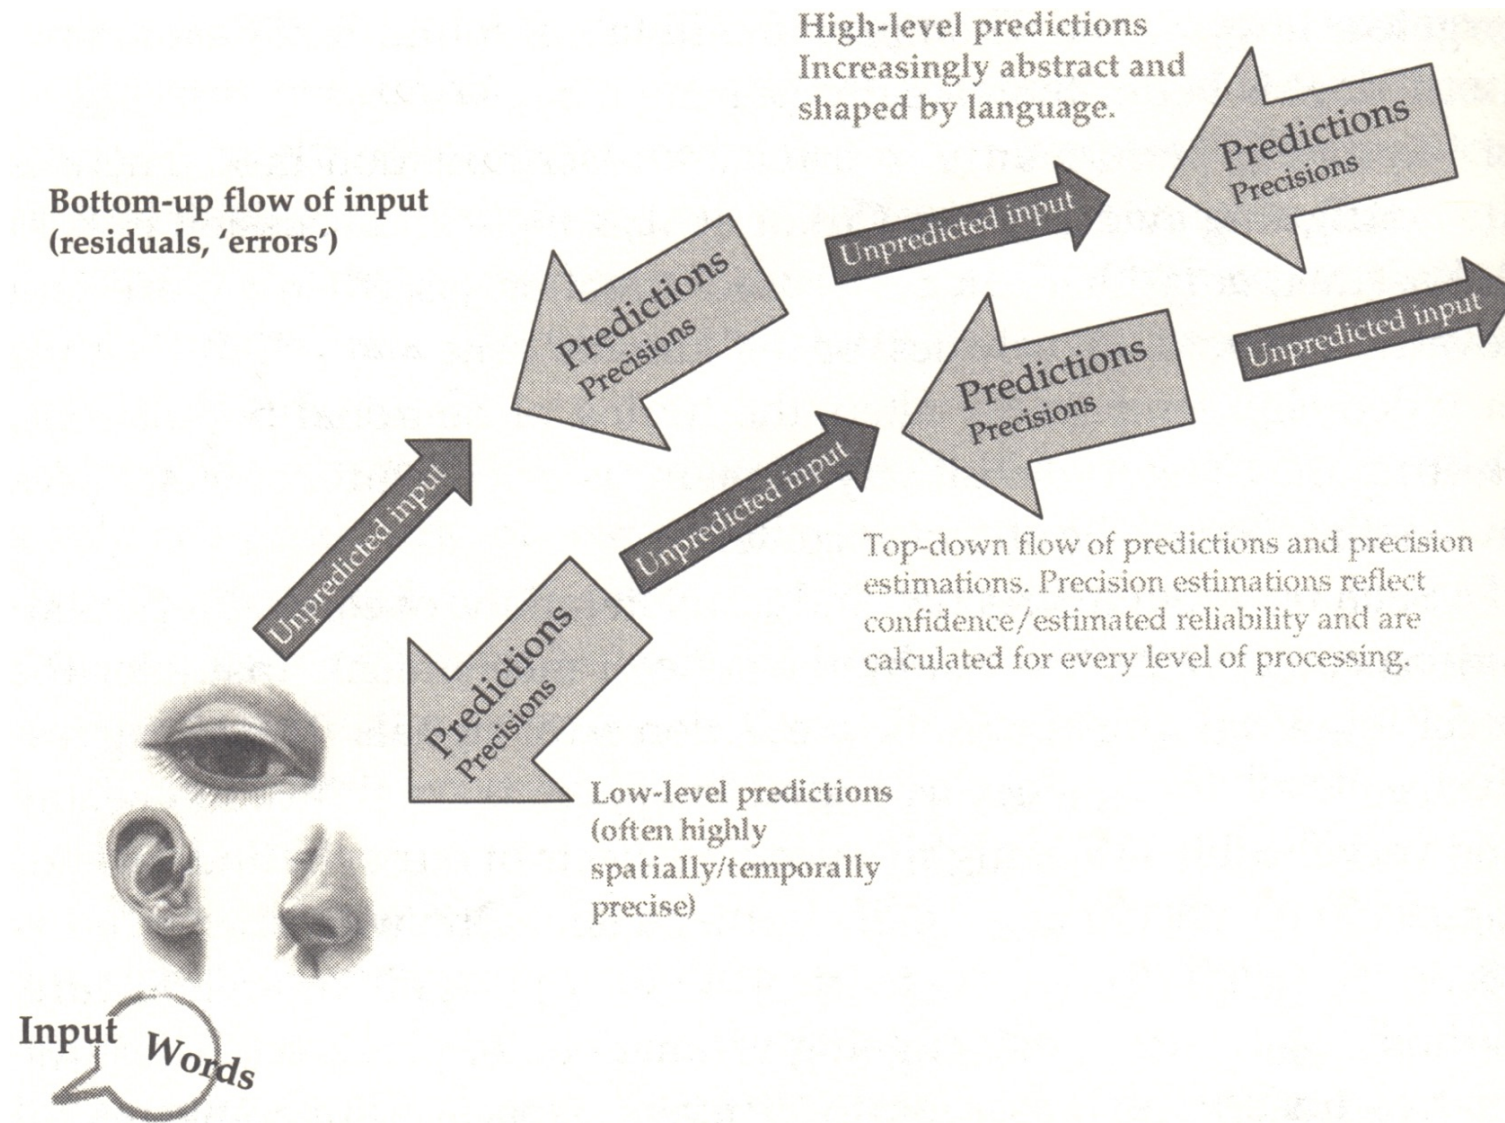 High-level predictions
Increasingly abstract and
shaped by language.
Predictions
Precisions
Unpredicted input
Bottom-up flow of input
(residuals, ‘errors’)
Predictions
Precisions
Unpredicted input
Predictions
Precisions
Unpredicted input
Unpredicted input
Top-down flow of predictions and precision
estimations. Precision estimations reflect
confidence/estimated reliability and are
calculated for every level of processing.
Predictions
Precisions
Low-level predictions
(often highly
spatially/temporally
precise)
Input
Words